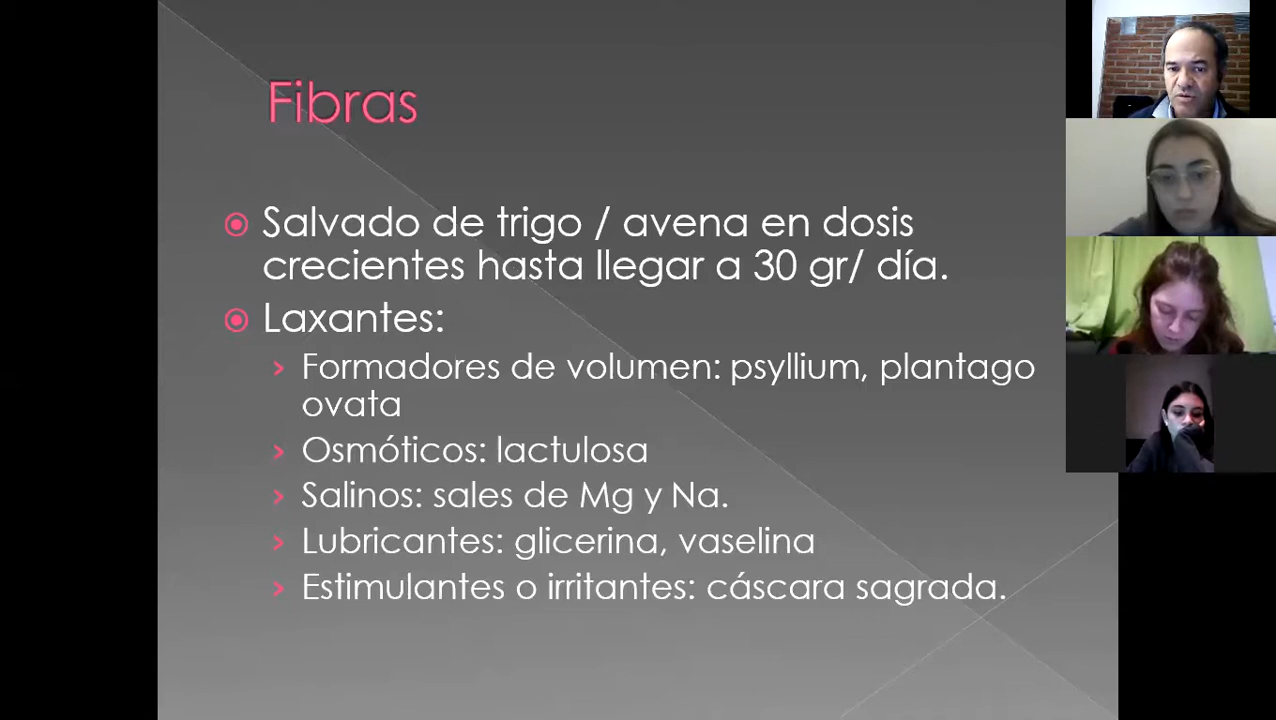 Fibras
Salvado de trigo / avena en dosis
crecientes hasta llegar a 30 gr/ día.
Laxantes:
Formadores de volumen: psyllium, plantago
ovata
Osmóticos: lactulosa
Salinos: sales de Mg y Na.
Lubricantes: glicerina, vaselina
Estimulantes o irritantes: cáscara sagrada.